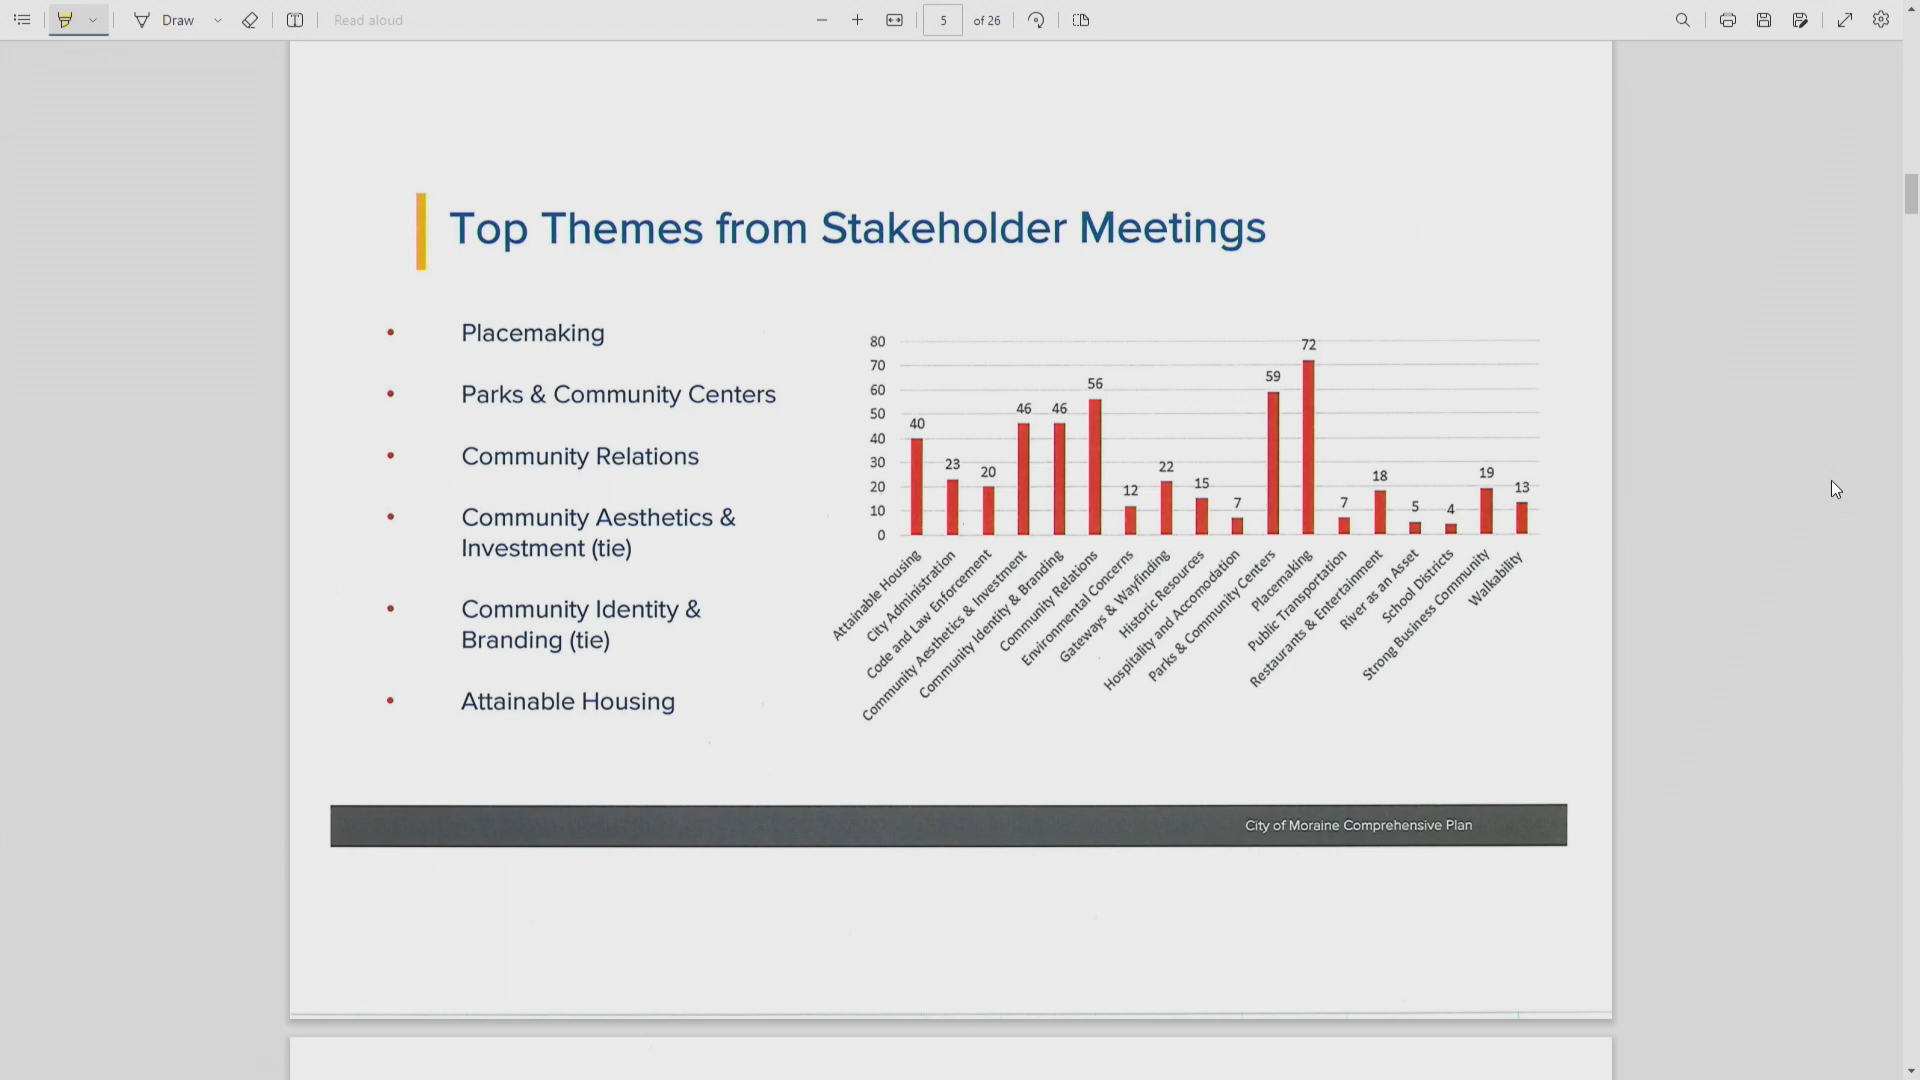 Draw
Read aloud
5
of 26
Top Themes from Stakeholder Meetings
• Placemaking
• Parks & Community Centers
• Community Relations
• Community Aesthetics &
Investment (tie)
• Community Identity &
Branding (tie)
• Attainable Housing
80
70
60
50
40
30
20
10
0
40
23
20
46
46
56
12
22
15
7
59
72
7
18
5
4
19
13
Attainable Housing
City Administration
Code and Law Enforcement
Community Aesthetics & Investment
Community Identity & Branding
Community Relations
Environmental Concerns
Gateways & Wayfinding
Historic Resources
Hospitality and Accomodation
Parks & Community Centers
Placemaking
Public Transportation
Restaurants & Entertainment
River as an Asset
School Districts
Strong Business Community
Walkability
City of Moraine Comprehensive Plan